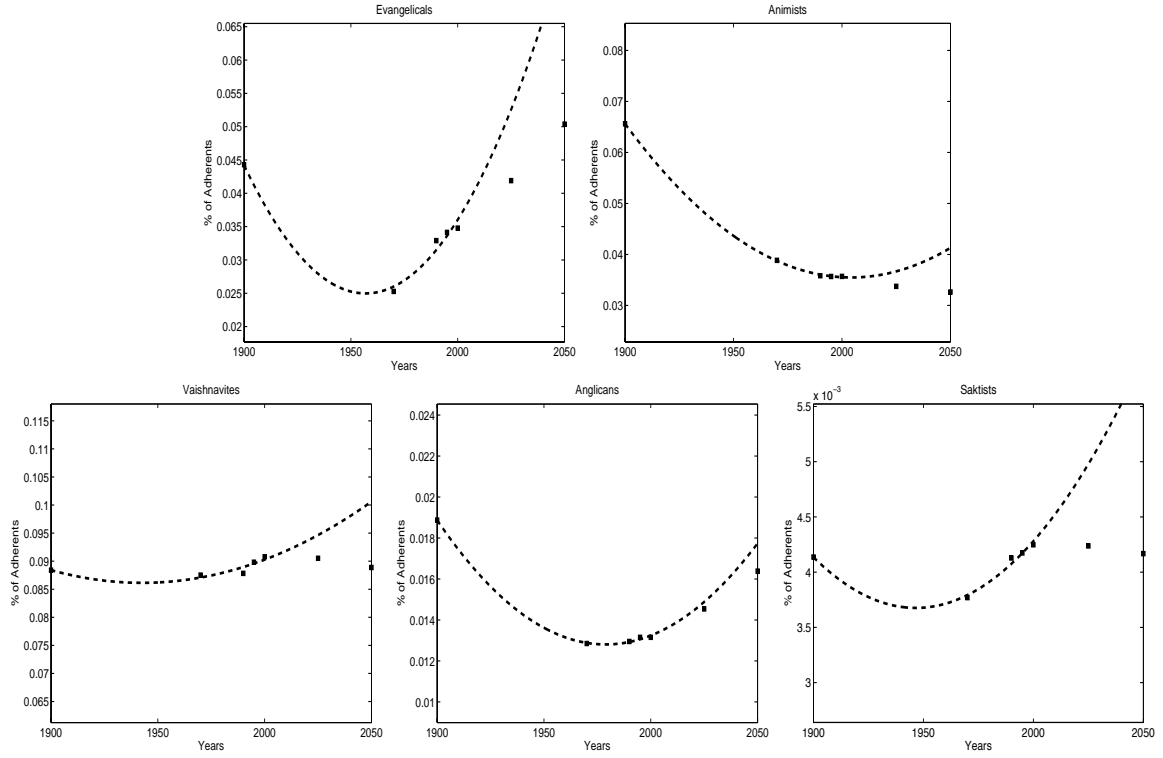 Evangelicals
0.065
0.06
0.055
0.05
0.045
0.04
0.035
0.03
0.025
0.02
% of Adherents
1900 1950 2000 2050
Years
Animists
0.08
0.07
0.06
0.05
0.04
0.03
% of Adherents
1900 1950 2000 2050
Years
Vaishnavites
0.115
0.11
0.105
0.1
0.095
0.09
0.085
0.08
0.075
0.07
0.065
% of Adherents
1900 1950 2000 2050
Years
Anglicans
0.024
0.022
0.02
0.018
0.016
0.014
0.012
0.01
% of Adherents
1900 1950 2000 2050
Years
Saktists
x 10⁻³
5.5
5
4.5
4
3.5
3
% of Adherents
1900 1950 2000 2050
Years